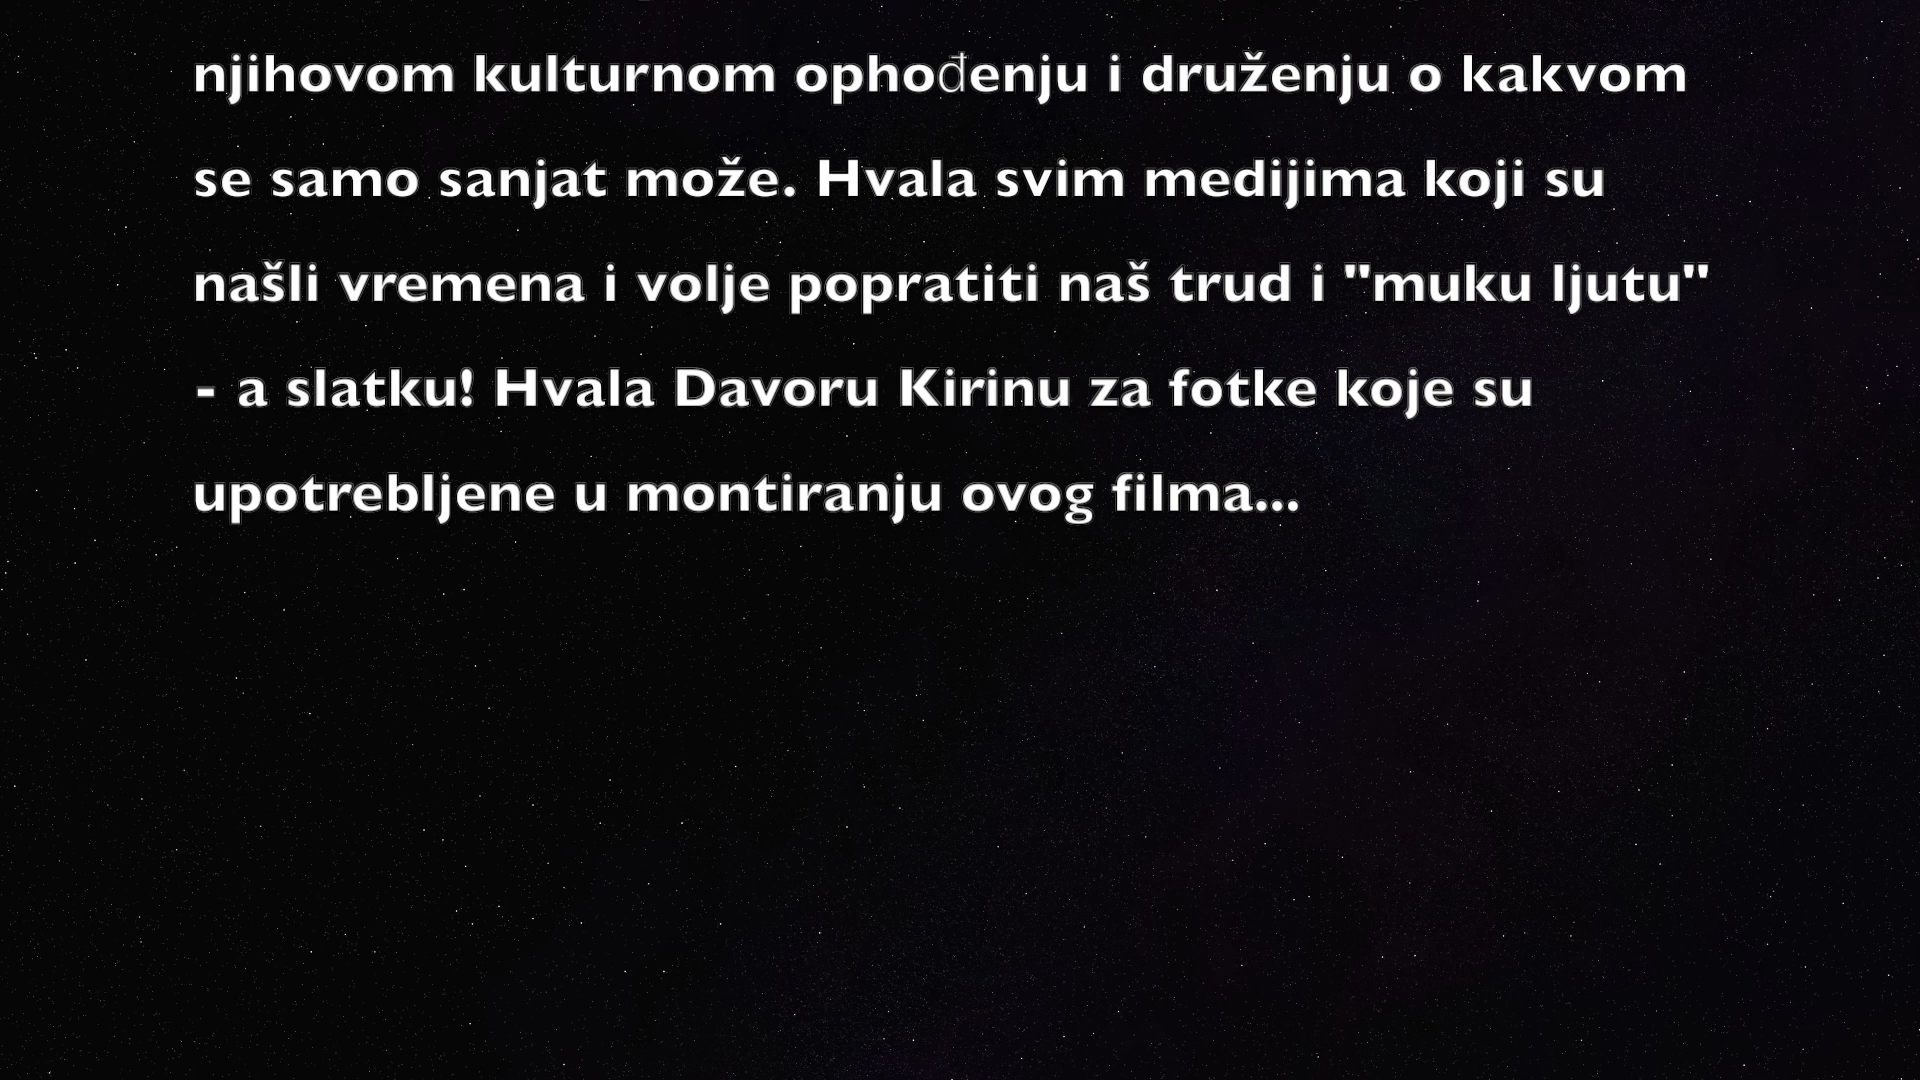 njihovom kulturnom ophođenju i druženju o kakvom
se samo sanjat može. Hvala svim medijima koji su
našli vremena i volje popratiti naš trud i "muku ljutu"
- a slatku! Hvala Davoru Kirinu za fotke koje su
upotrebljene u montiranju ovog filma...